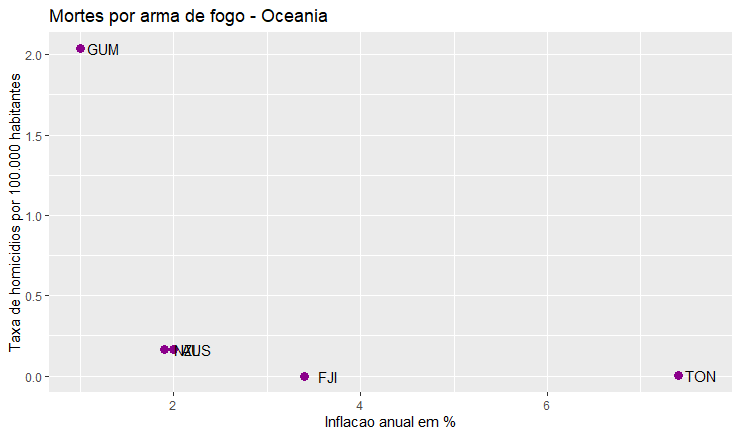 Mortes por arma de fogo - Oceania
Taxa de homicidios por 100.000 habitantes
2.0
1.5
1.0
0.5
0.0
GUM
NZL
AUS
FJI
TON
2
4
6
Inflacao anual em %